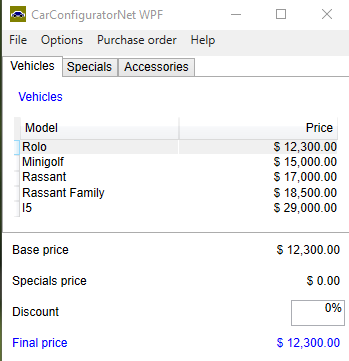 CarConfiguratorNet WPF
File Options Purchase order Help
Vehicles Specials Accessories
Vehicles
Model Price
Rolo $ 12,300.00
Minigolf $ 15,000.00
Rassant $ 17,000.00
Rassant Family $ 18,500.00
I5 $ 29,000.00
Base price $ 12,300.00
Specials price $ 0.00
Discount 0%
Final price $ 12,300.00